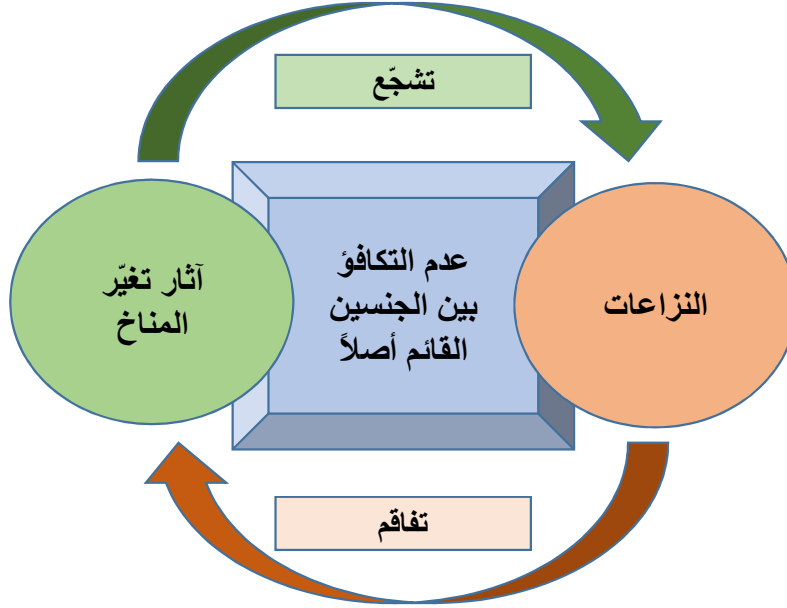 تشجّع
النزاعات
عدم التكافؤ
بين الجنسين
القائم أصلاً
آثار تغيّر
المناخ
تفاقم